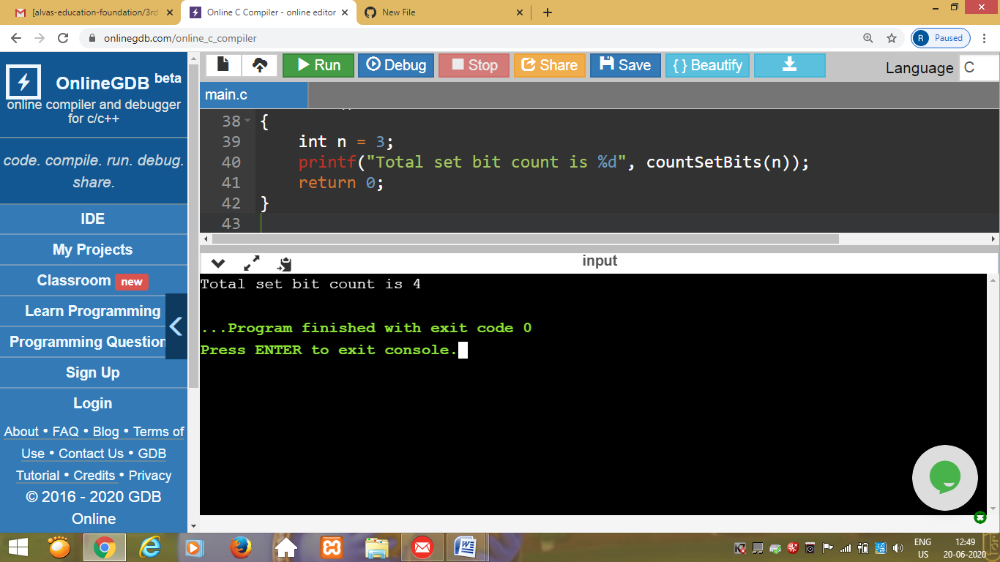 [alvas-education-foundation/3rd
Online C Compiler - online editor
New File
onlinegdb.com/online_c_compiler
R Paused
OnlineGDB beta
online compiler and debugger
for c/c++
code. compile. run. debug.
share.
IDE
My Projects
Classroom new
Learn Programming
Programming Question
Sign Up
Login
About • FAQ • Blog • Terms of
Use • Contact Us • GDB
Tutorial • Credits • Privacy
© 2016 - 2020 GDB
Online
Run Debug Stop Share Save { } Beautify
Language C
main.c
38 {
39 int n = 3;
40 printf("Total set bit count is %d", countSetBits(n));
41 return 0;
42 }
43
input
Total set bit count is 4
...Program finished with exit code 0
Press ENTER to exit console.
ENG 12:49
US 20-06-2020